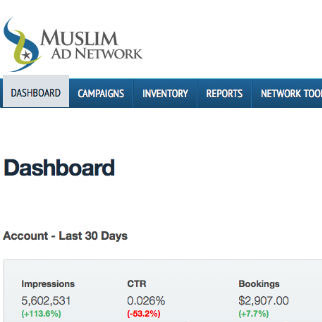 MUSLIM
AD NETWORK
DASHBOARD CAMPAIGNS INVENTORY REPORTS NETWORK TOO
Dashboard
Account - Last 30 Days
Impressions CTR Bookings
5,602,531 0.026% $2,907.00
(+113.6%) (-53.2%) (+7.7%)